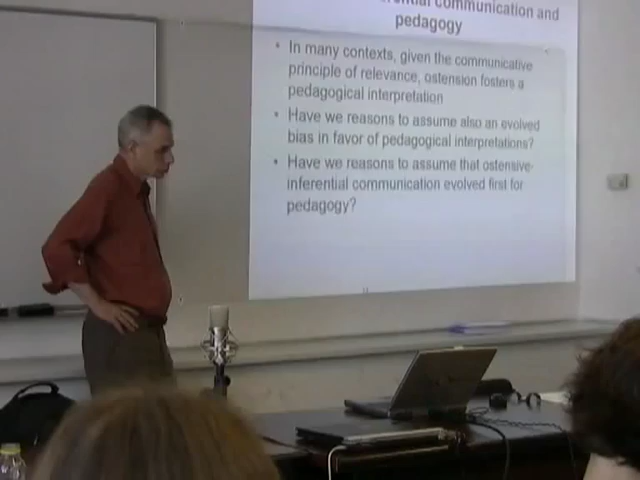 communication and
pedagogy
• In many contexts, given the communicative
principle of relevance, ostension fosters a
pedagogical interpretation
• Have we reasons to assume also an evolved
bias in favor of pedagogical interpretations?
• Have we reasons to assume that ostensive-
inferential communication evolved first for
pedagogy?